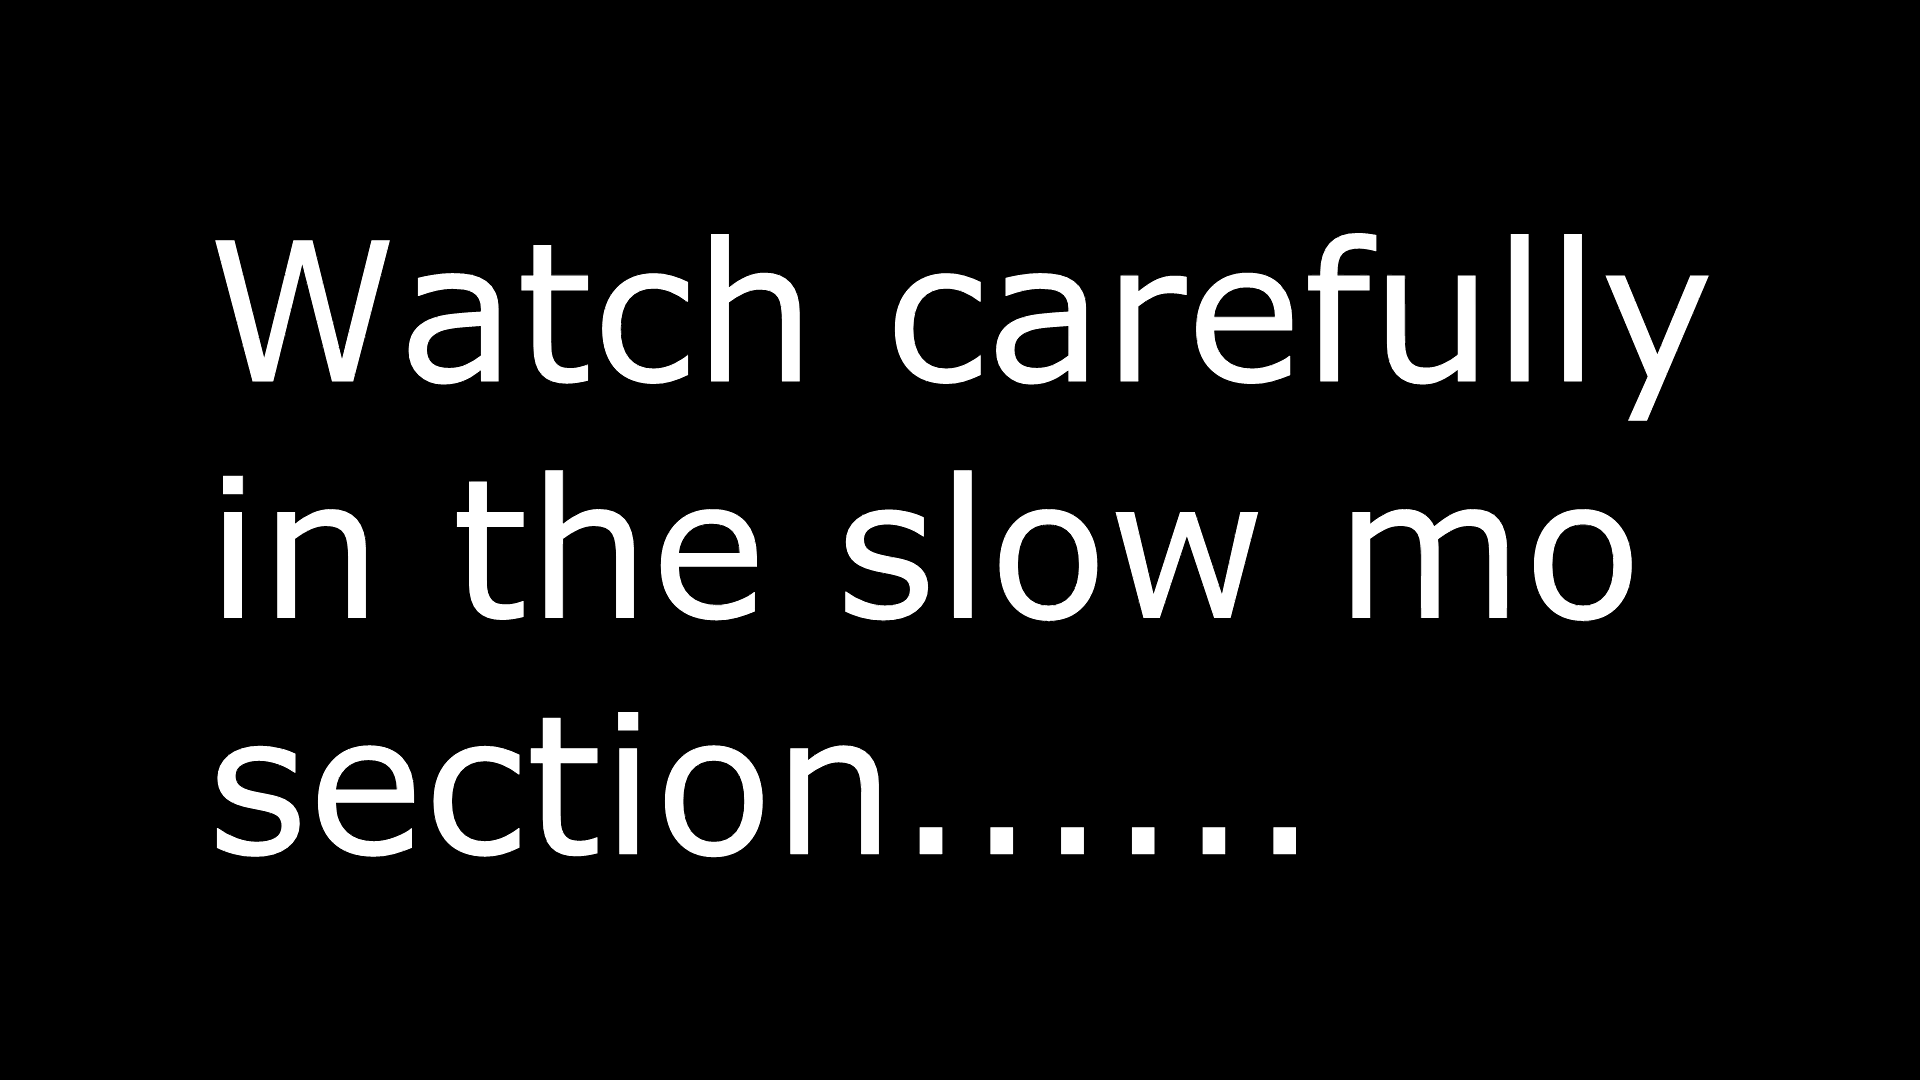 Watch carefully
in the slow mo
section......